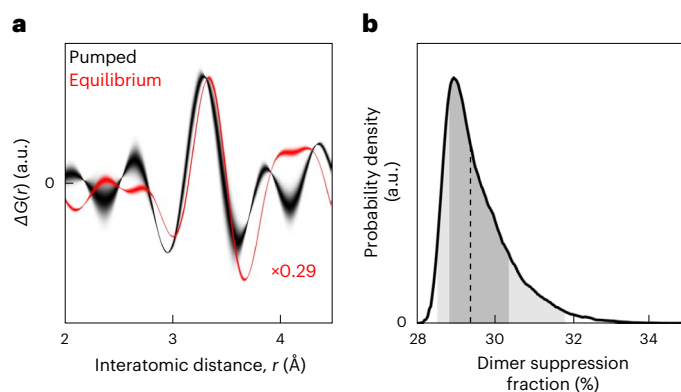 a
Pumped
Equilibrium
ΔG(r) (a.u.)
0
×0.29
2
3
4
Interatomic distance, r (Å)
b
Probability density
(a.u.)
0
28
30
32
34
Dimer suppression
fraction (%)